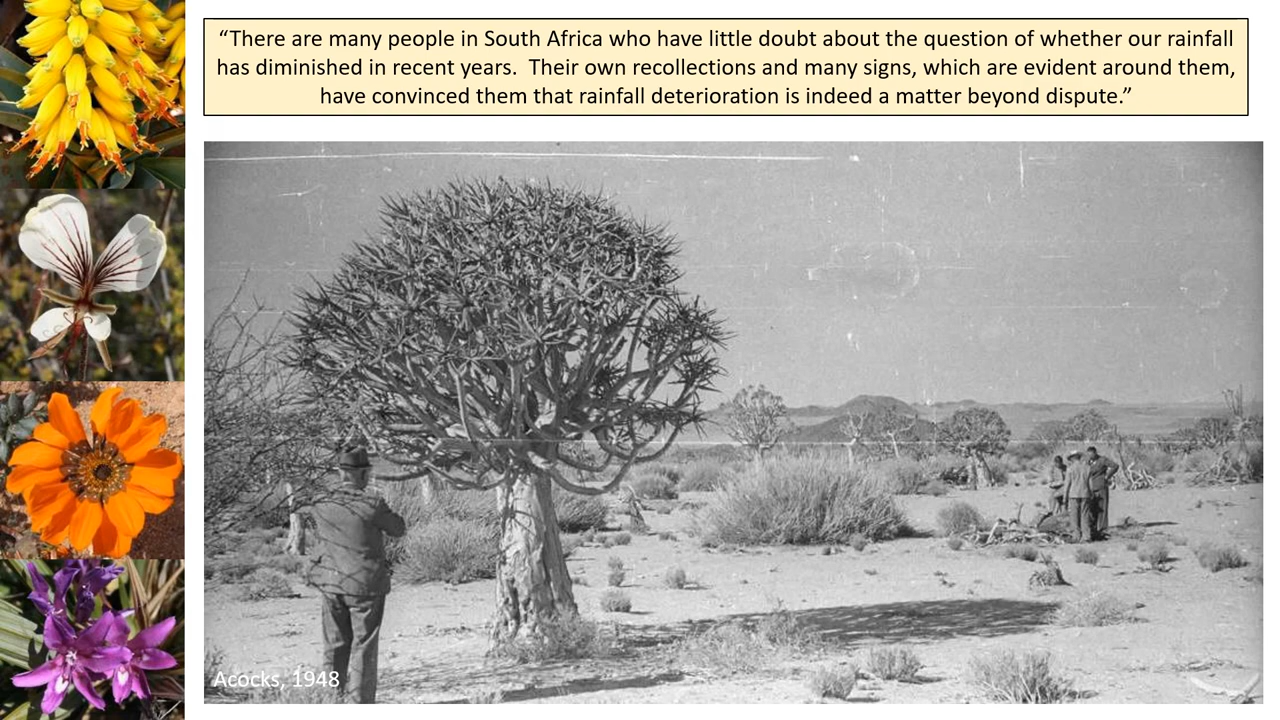 “There are many people in South Africa who have little doubt about the question of whether our rainfall
has diminished in recent years.  Their own recollections and many signs, which are evident around them,
have convinced them that rainfall deterioration is indeed a matter beyond dispute.”
Acocks, 1948